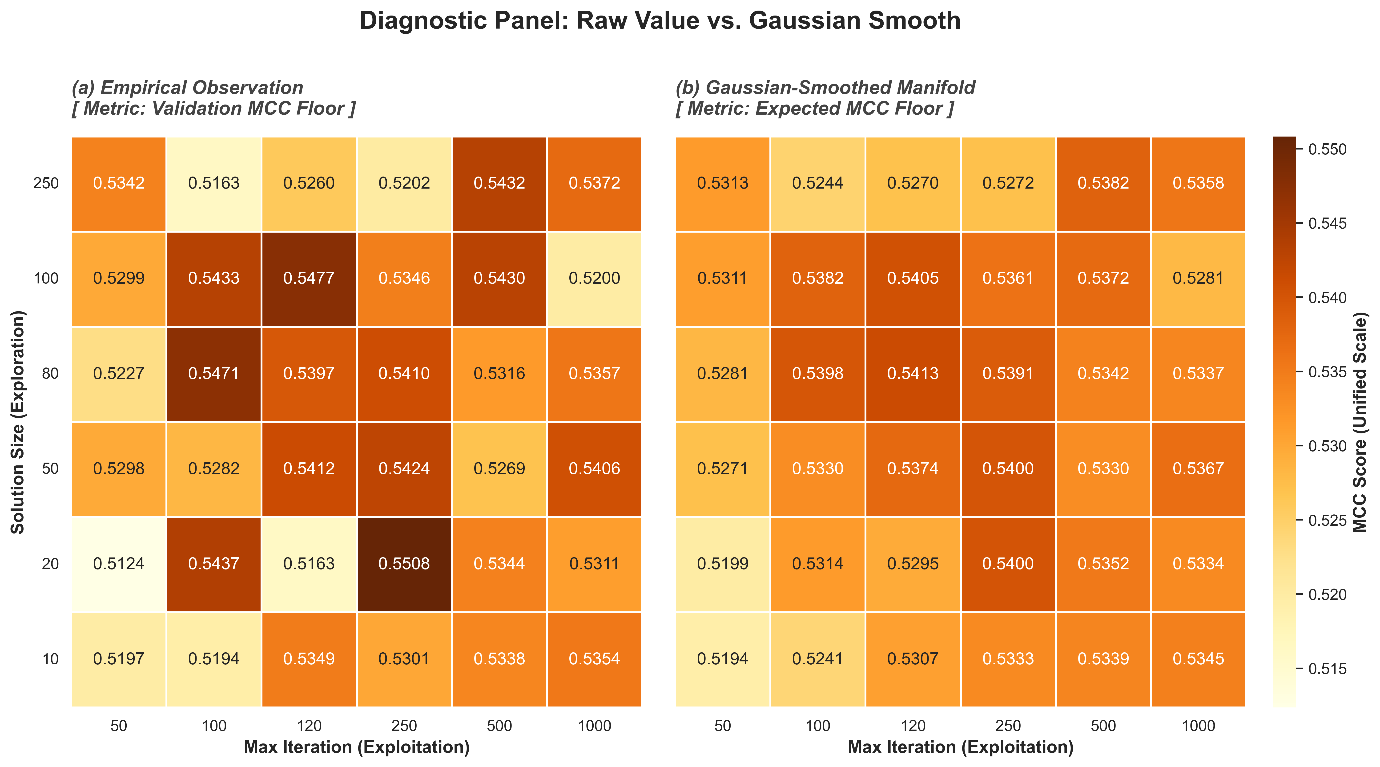 Diagnostic Panel: Raw Value vs. Gaussian Smooth
(a) Empirical Observation
[ Metric: Validation MCC Floor ]
Solution Size (Exploration)
250 0.5342 0.5163 0.5260 0.5202 0.5432 0.5372
100 0.5299 0.5433 0.5477 0.5346 0.5430 0.5200
80 0.5227 0.5471 0.5397 0.5410 0.5316 0.5357
50 0.5298 0.5282 0.5412 0.5424 0.5269 0.5406
20 0.5124 0.5437 0.5163 0.5508 0.5344 0.5311
10 0.5197 0.5194 0.5349 0.5301 0.5338 0.5354
50 100 120 250 500 1000
Max Iteration (Exploitation)
(b) Gaussian-Smoothed Manifold
[ Metric: Expected MCC Floor ]
0.5313 0.5244 0.5270 0.5272 0.5382 0.5358
0.5311 0.5382 0.5405 0.5361 0.5372 0.5281
0.5281 0.5398 0.5413 0.5391 0.5342 0.5337
0.5271 0.5330 0.5374 0.5400 0.5330 0.5367
0.5199 0.5314 0.5295 0.5400 0.5352 0.5334
0.5194 0.5241 0.5307 0.5333 0.5339 0.5345
50 100 120 250 500 1000
Max Iteration (Exploitation)
0.550
0.545
0.540
0.535
0.530
0.525
0.520
0.515
MCC Score (Unified Scale)